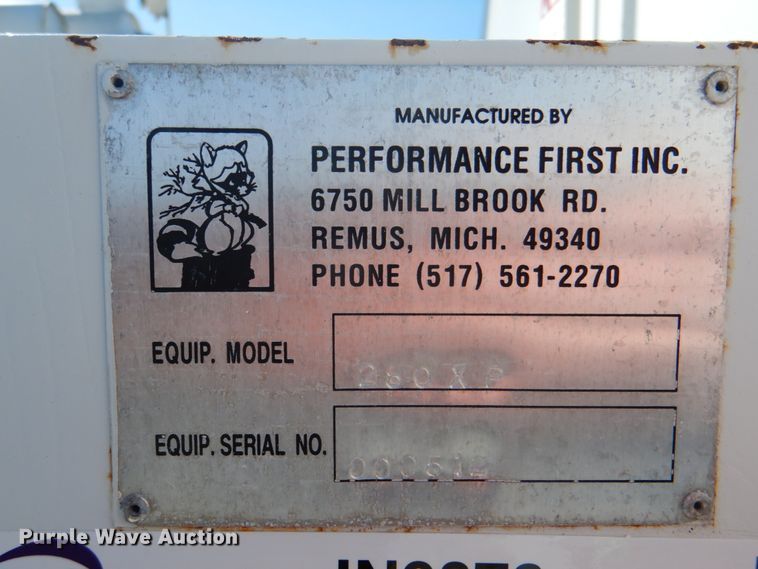 MANUFACTURED BY
PERFORMANCE FIRST INC.
6750 MILL BROOK RD.
REMUS, MICH. 49340
PHONE (517) 561-2270
EQUIP. MODEL
EQUIP. SERIAL NO.
Purple Wave Auction